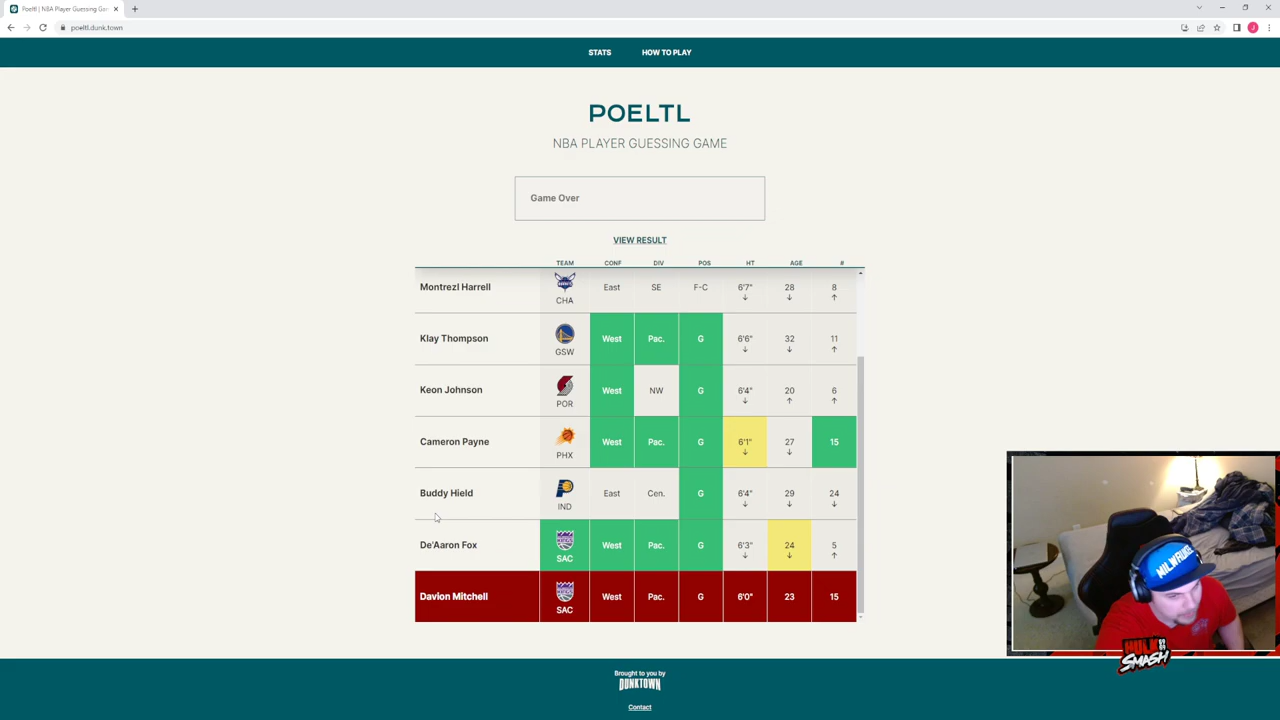 Poeltl | NBA Player Guessing Gam
poeltl.dunk.town
STATS HOW TO PLAY
POELTL
NBA PLAYER GUESSING GAME
Game Over
VIEW RESULT
TEAM CONF DIV POS HT AGE #
Montrezl Harrell CHA East SE F-C 6'7" ↓ 28 ↓ 8 ↑
Klay Thompson GSW West Pac. G 6'6" ↓ 32 ↓ 11 ↑
Keon Johnson POR West NW G 6'4" ↓ 20 ↑ 6 ↑
Cameron Payne PHX West Pac. G 6'1" ↓ 27 ↓ 15
Buddy Hield IND East Cen. G 6'4" ↓ 29 ↓ 24 ↓
De'Aaron Fox SAC West Pac. G 6'3" ↓ 24 ↓ 5 ↑
Davion Mitchell SAC West Pac. G 6'0" 23 15
MILWAUKEE
HULK
SMASH
Brought to you by
DUNKTOWN
Contact